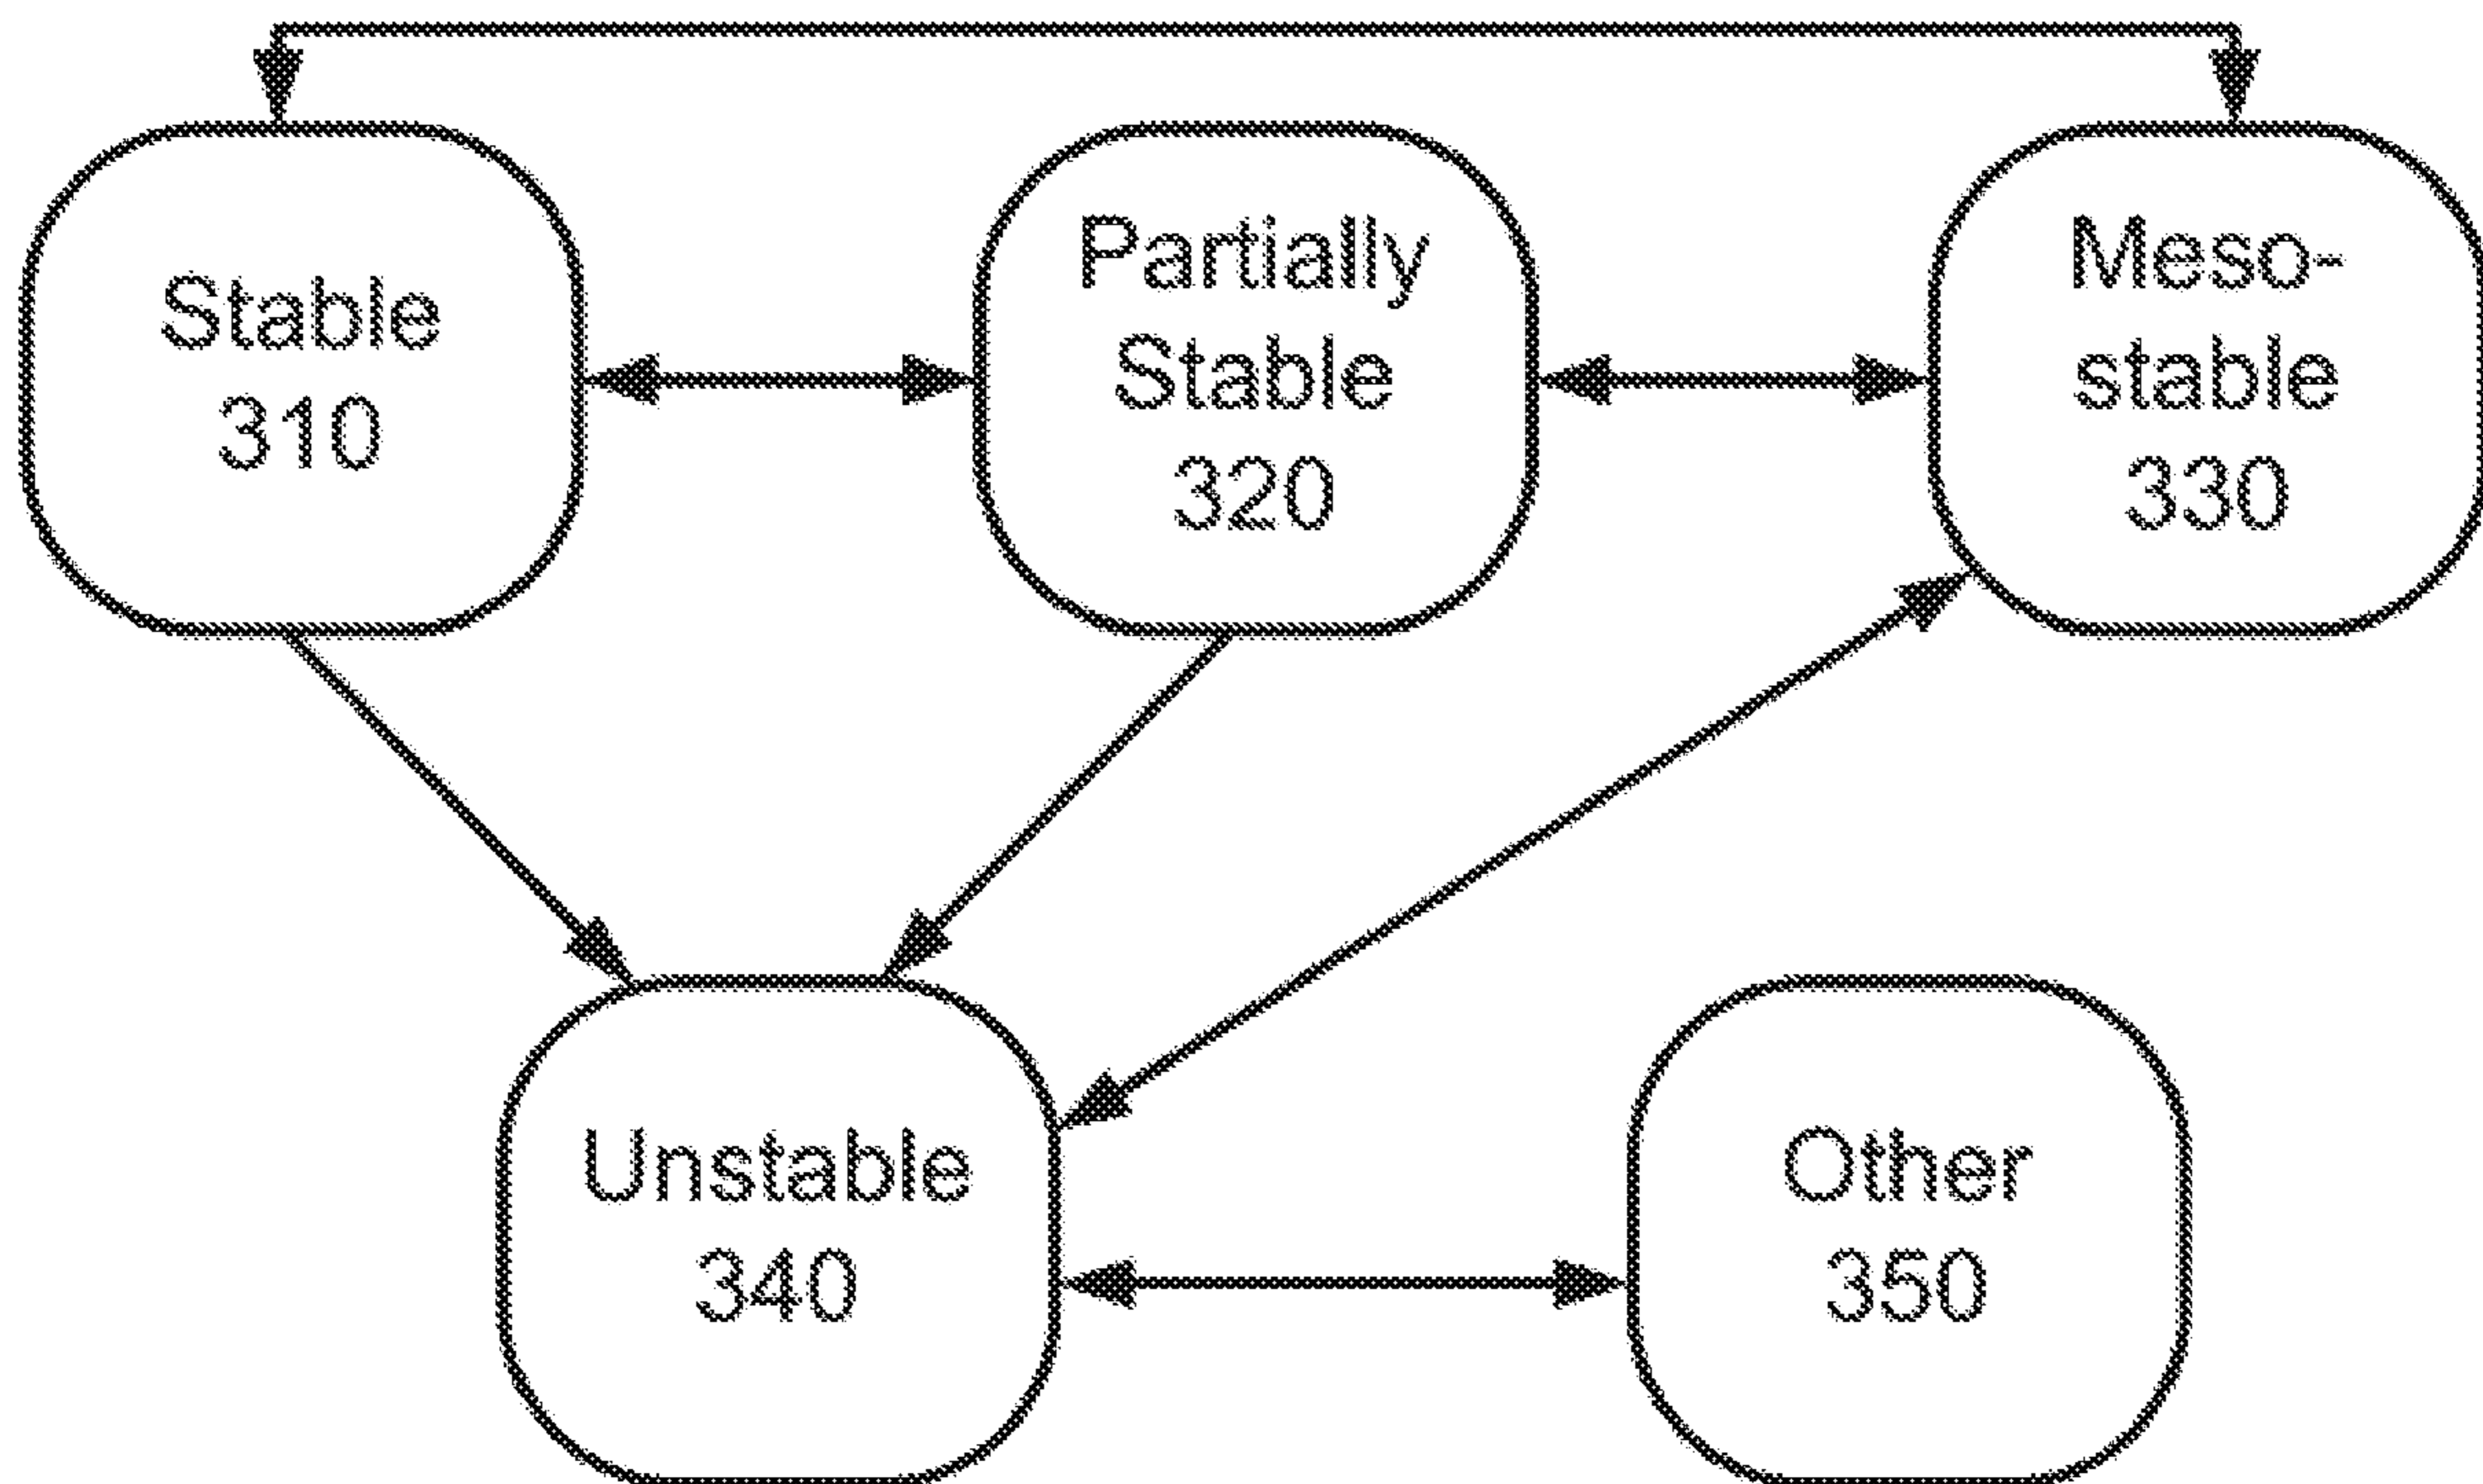 Stable
310
Partially
Stable
320
Meso-
stable
330
Unstable
340
Other
350